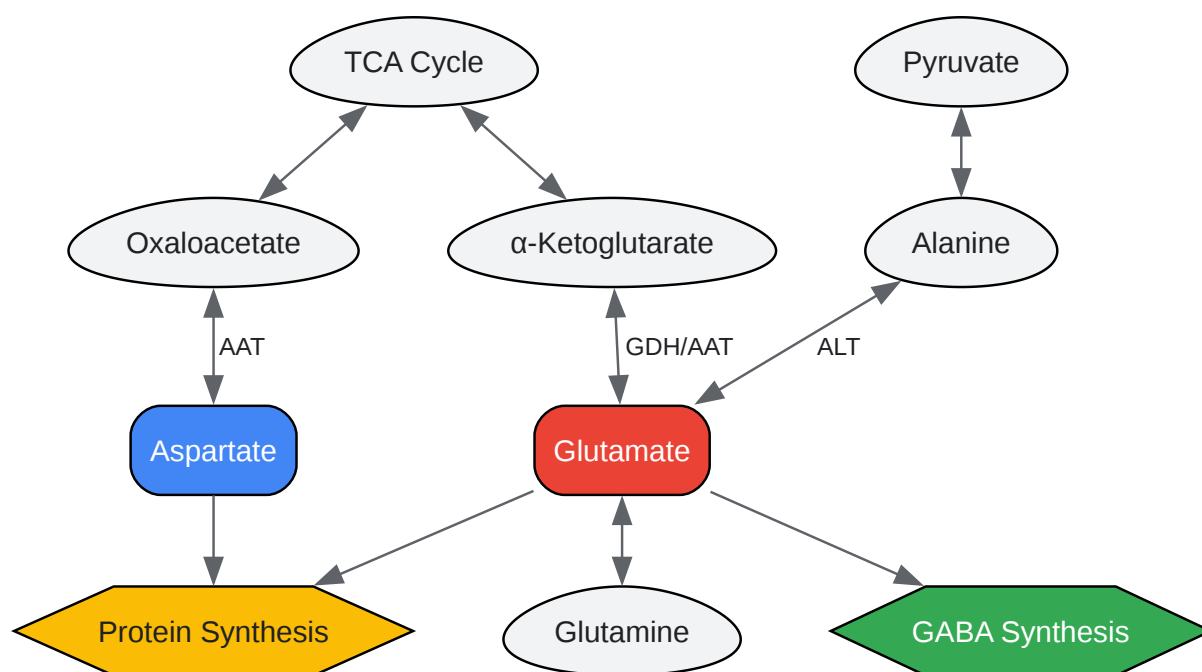 TCA Cycle
Pyruvate
Oxaloacetate
α-Ketoglutarate
Alanine
AAT
GDH/AAT
ALT
Aspartate
Glutamate
Protein Synthesis
Glutamine
GABA Synthesis